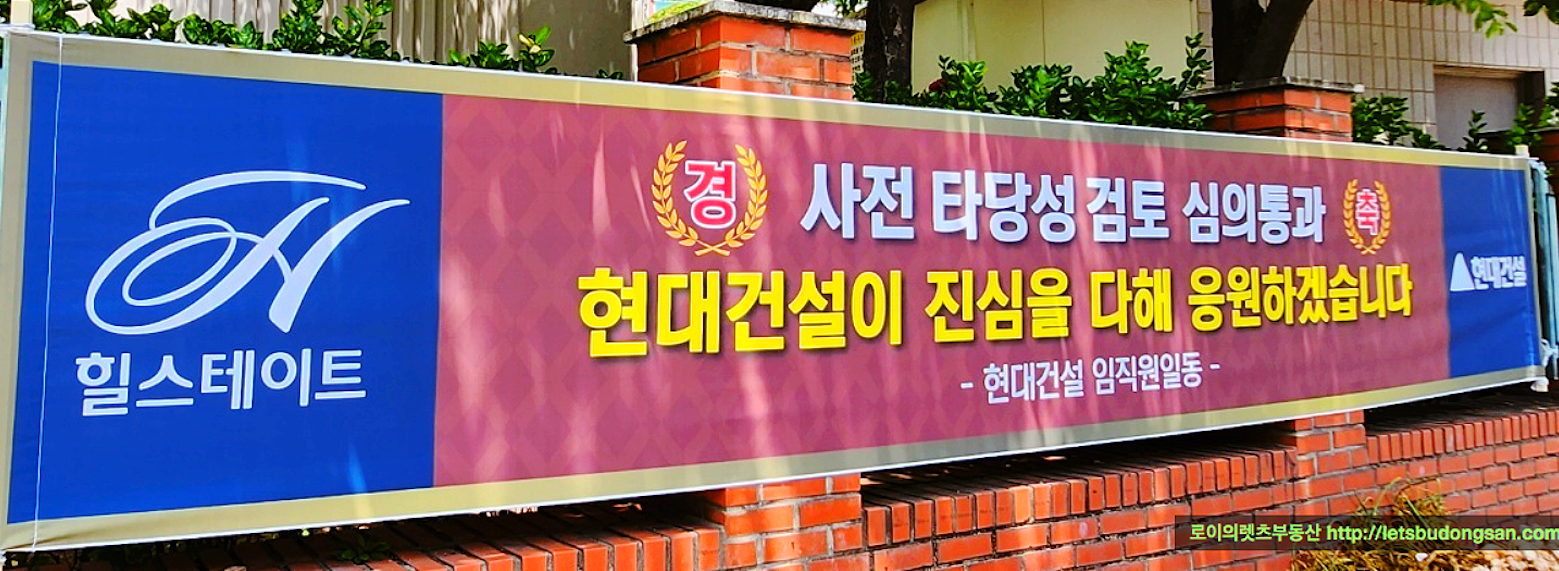 힐스테이트
경 사전 타당성 검토 심의통과 축
현대건설이 진심을 다해 응원하겠습니다
- 현대건설 임직원일동 -
현대건설
로이의렛츠부동산 http://letsbudongsan.com